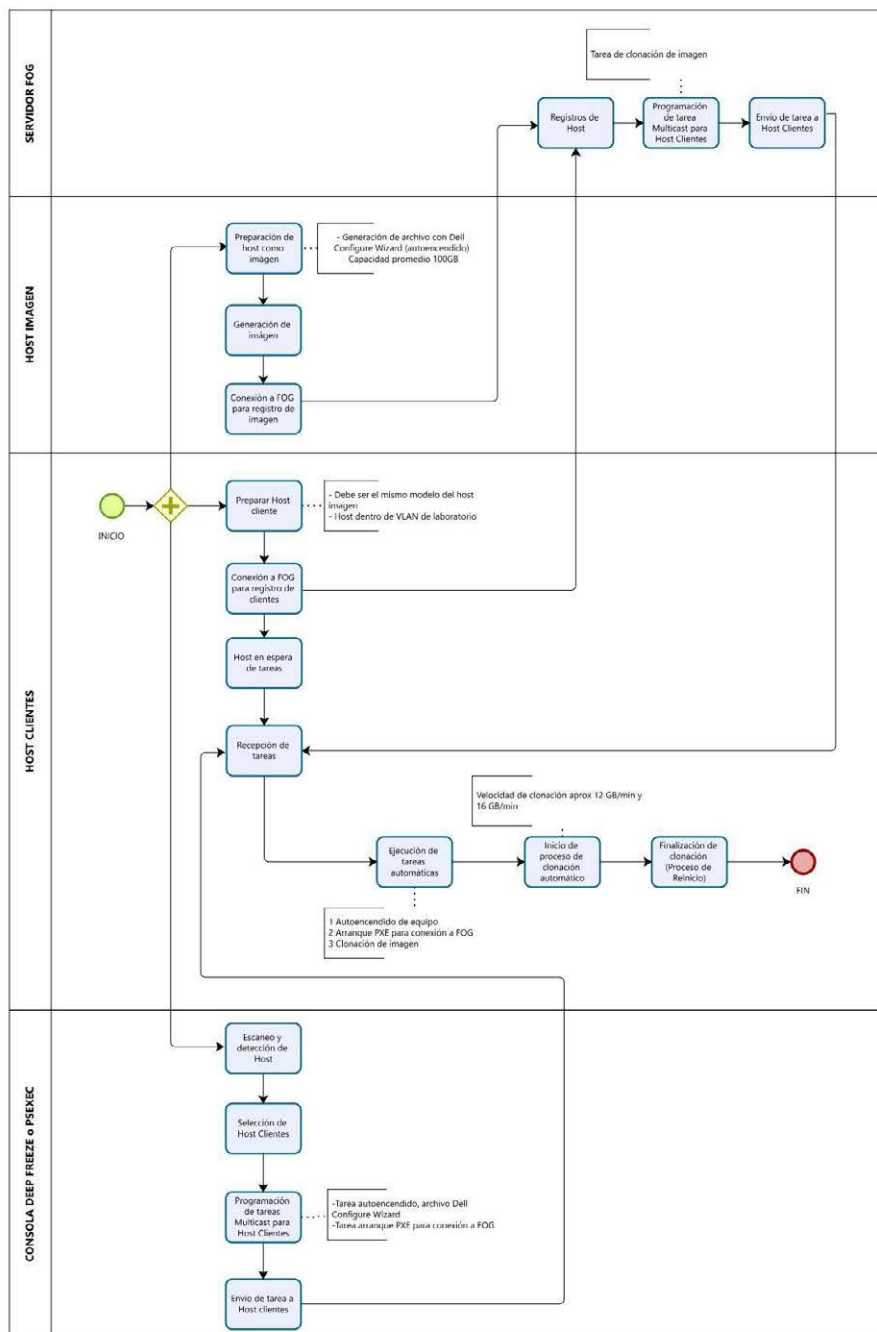 SERVIDOR FOG
Tarea de clonación de imagen
Registros de
Host
Programación
de tarea
Multicast para
Host Clientes
Envío de tarea a
Host Clientes
HOST IMAGEN
Preparación de
host como
imágen
- Generación de archivo con Dell
Configure Wizard (autoencendido)
Capacidad promedio 100GB
Generación de
imágen
Conexión a FOG
para registro de
imagen
HOST CLIENTES
INICIO
Preparar Host
cliente
- Debe ser el mismo modelo del host
imagen
- Host dentro de VLAN de laboratorio
Conexión a FOG
para registro de
clientes
Host en espera
de tareas
Recepción de
tareas
Velocidad de clonación aprox 12 GB/min y
16 GB/min
Ejecución de
tareas
automáticas
Inicio de
proceso de
clonación
automático
Finalización de
clonación
(Proceso de
Reinicio)
FIN
1 Autoencendido de equipo
2 Arranque PXE para conexión a FOG
3 Clonación de imagen
CONSOLA DEEP FREEZE o PSEXEC
Escaneo y
detección de
Host
Selección de
Host Clientes
Programación
de tareas
Multicast para
Host Clientes
-Tarea autoencendido, archivo Dell
Configure Wizard
-Tarea arranque PXE para conexión a FOG
Envio de tarea a
Host clientes